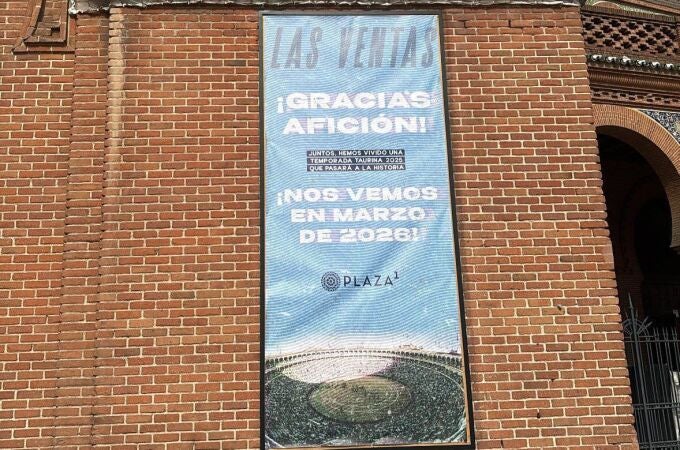 LAS VENTAS
¡GRACIAS
AFICIÓN!
JUNTOS, HEMOS VIVIDO UNA
TEMPORADA TAURINA 2025
QUE PASARÁ A LA HISTORIA
¡NOS VEMOS
EN MARZO
DE 2026!
PLAZA1